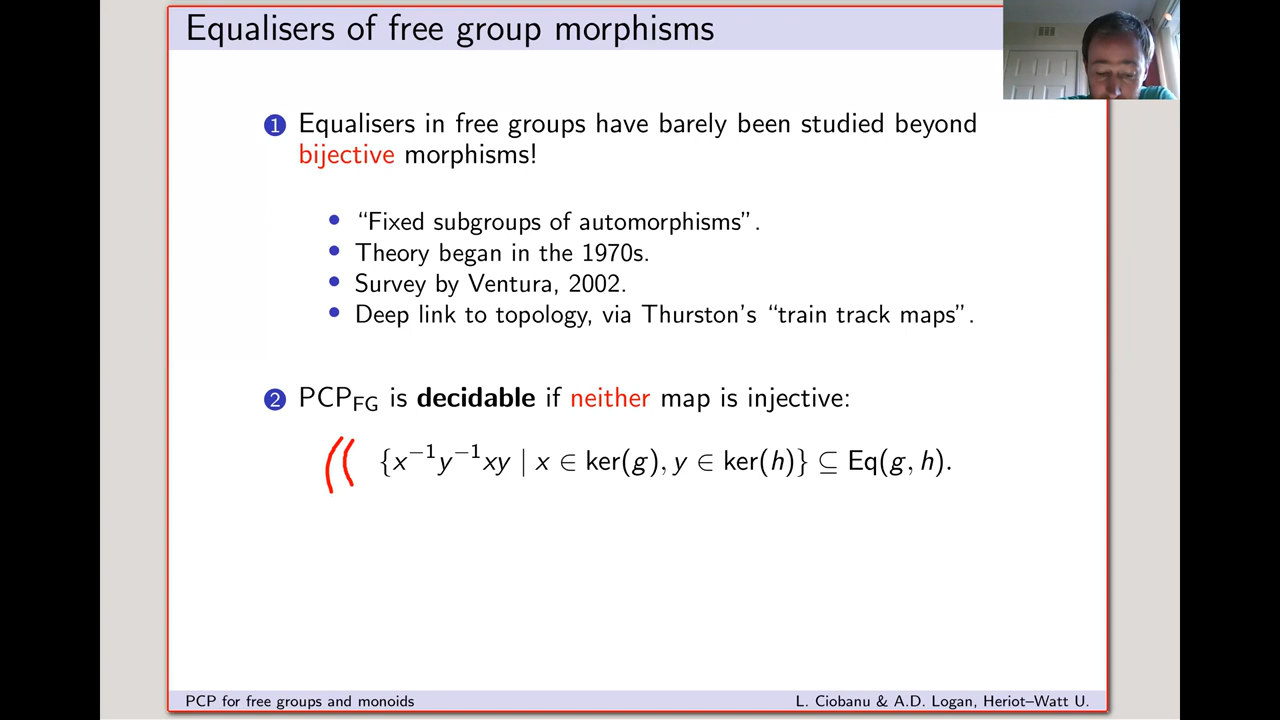 Equalisers of free group morphisms
1 Equalisers in free groups have barely been studied beyond
bijective morphisms!
• “Fixed subgroups of automorphisms”.
• Theory began in the 1970s.
• Survey by Ventura, 2002.
• Deep link to topology, via Thurston’s “train track maps”.
2 PCP_FG is decidable if neither map is injective:
(( {x⁻¹y⁻¹xy | x ∈ ker(g), y ∈ ker(h)} ⊆ Eq(g, h).
PCP for free groups and monoids
L. Ciobanu & A.D. Logan, Heriot–Watt U.